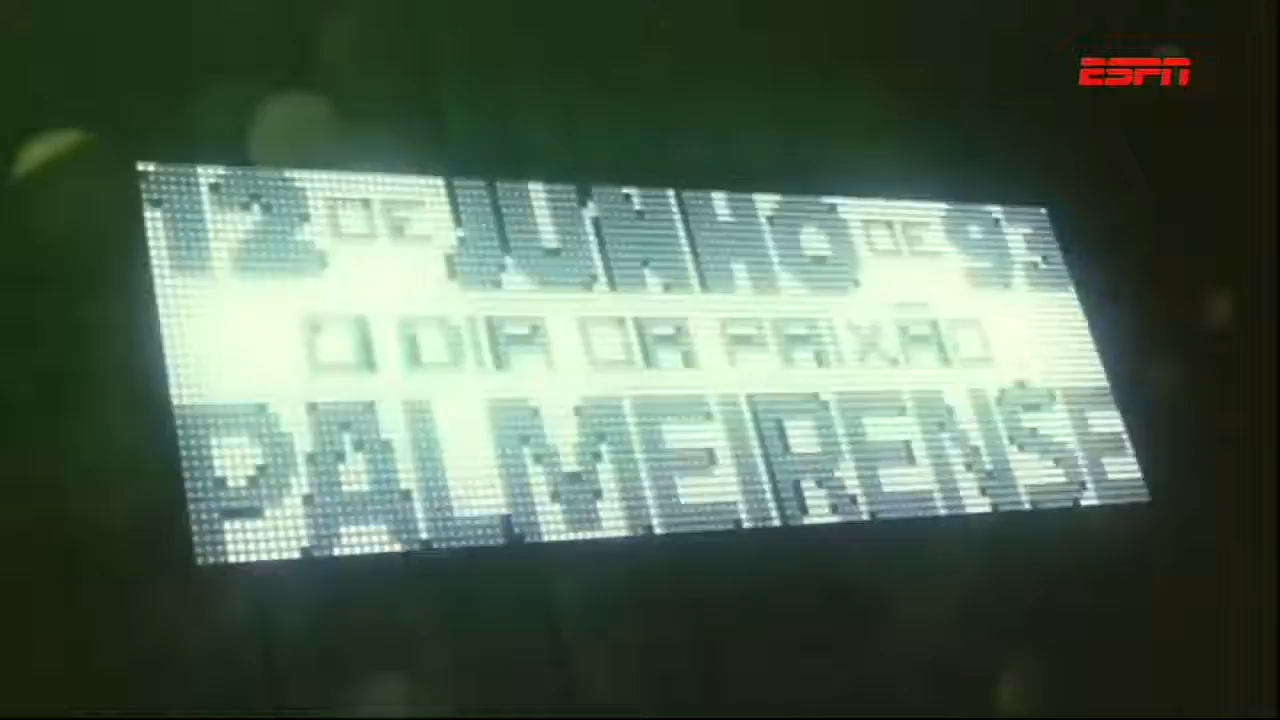 ESPN
12 DE JUNHO DE 93
O DIA DA PAIXÃO
PALMEIRENSE